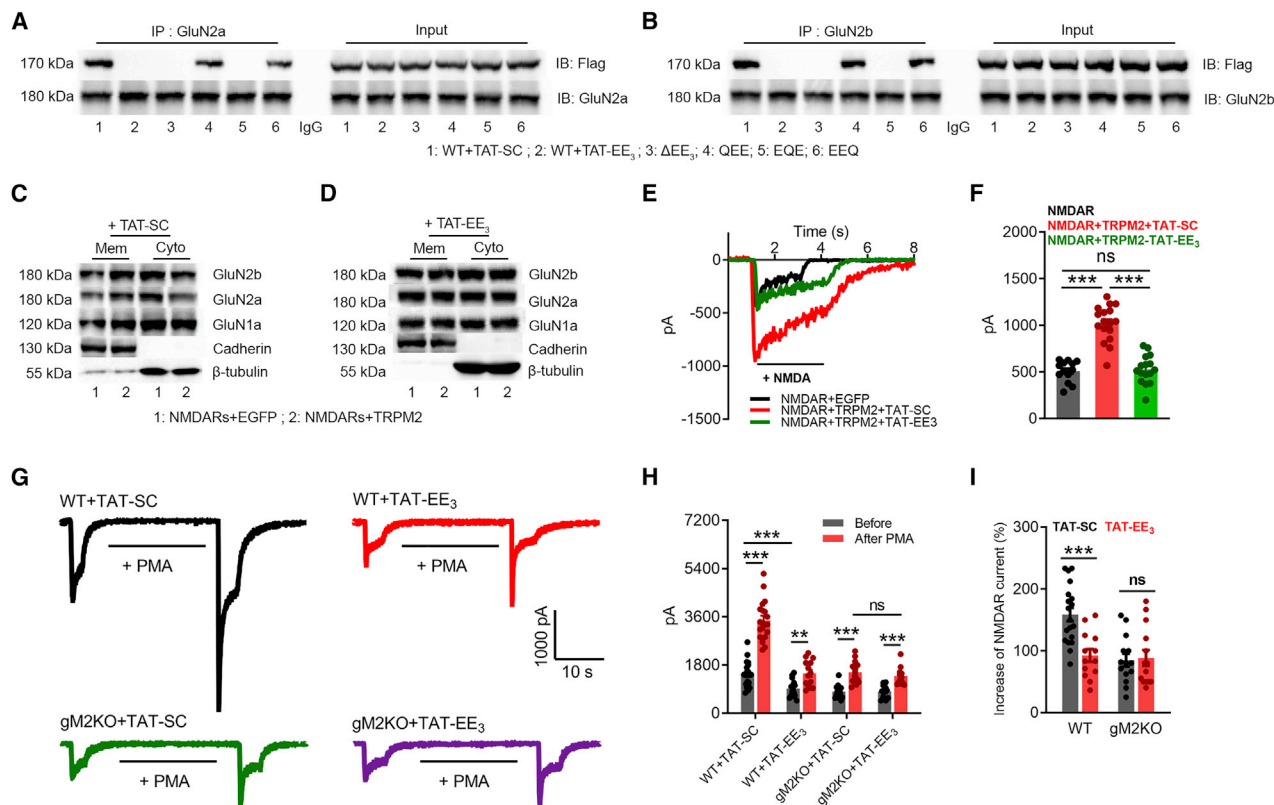 A
IP : GluN2a
Input
170 kDa
IB: Flag
180 kDa
IB: GluN2a
1 2 3 4 5 6 IgG 1 2 3 4 5 6
B
IP : GluN2b
Input
170 kDa
IB: Flag
180 kDa
IB: GluN2b
1 2 3 4 5 6 IgG 1 2 3 4 5 6
1: WT+TAT-SC ; 2: WT+TAT-EE₃ ; 3: ΔEE₃; 4: QEE; 5: EQE; 6: EEQ
C
+ TAT-SC
Mem Cyto
180 kDa GluN2b
180 kDa GluN2a
120 kDa GluN1a
130 kDa Cadherin
55 kDa β-tubulin
1 2 1 2
D
+ TAT-EE₃
Mem Cyto
180 kDa GluN2b
180 kDa GluN2a
120 kDa GluN1a
130 kDa Cadherin
55 kDa β-tubulin
1 2 1 2
1: NMDARs+EGFP ; 2: NMDARs+TRPM2
E
Time (s)
2 4 6 8
0
-500
-1000
-1500
pA
+ NMDA
NMDAR+EGFP
NMDAR+TRPM2+TAT-SC
NMDAR+TRPM2+TAT-EE3
F
NMDAR
NMDAR+TRPM2+TAT-SC
NMDAR+TRPM2-TAT-EE₃
2000
1500
1000
500
0
pA
ns
*** ***
G
WT+TAT-SC
+ PMA
WT+TAT-EE₃
+ PMA
1000 pA
10 s
gM2KO+TAT-SC
+ PMA
gM2KO+TAT-EE₃
+ PMA
H
Before
After PMA
7200
5400
3600
1800
0
pA
***
***
**
***
ns
***
WT+TAT-SC
WT+TAT-EE₃
gM2KO+TAT-SC
gM2KO+TAT-EE₃
I
TAT-SC TAT-EE₃
300
200
100
0
Increase of NMDAR current (%)
***
ns
WT gM2KO